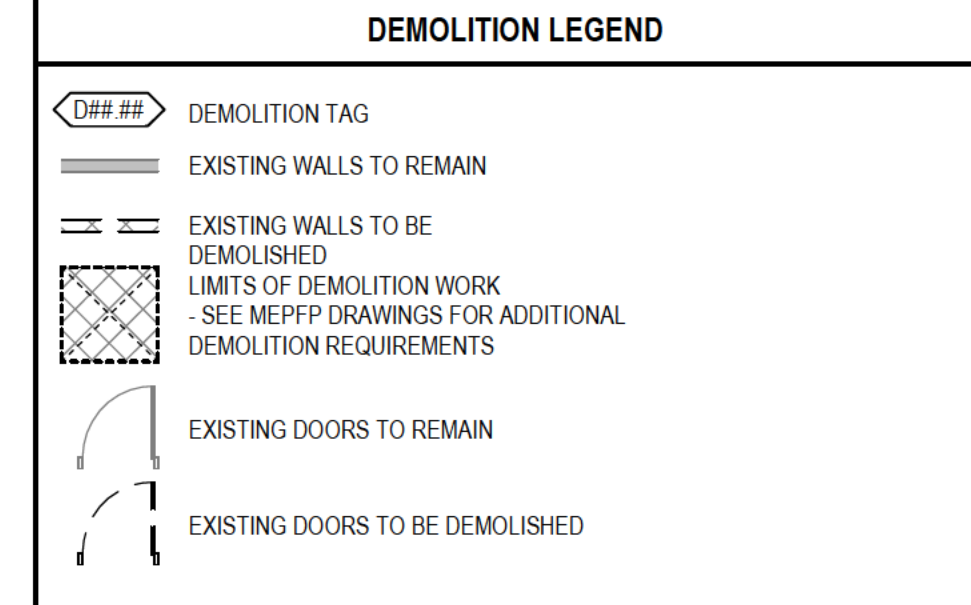 DEMOLITION LEGEND
D##.##
DEMOLITION TAG
EXISTING WALLS TO REMAIN
EXISTING WALLS TO BE
DEMOLISHED
LIMITS OF DEMOLITION WORK
- SEE MEPFP DRAWINGS FOR ADDITIONAL
DEMOLITION REQUIREMENTS
EXISTING DOORS TO REMAIN
EXISTING DOORS TO BE DEMOLISHED